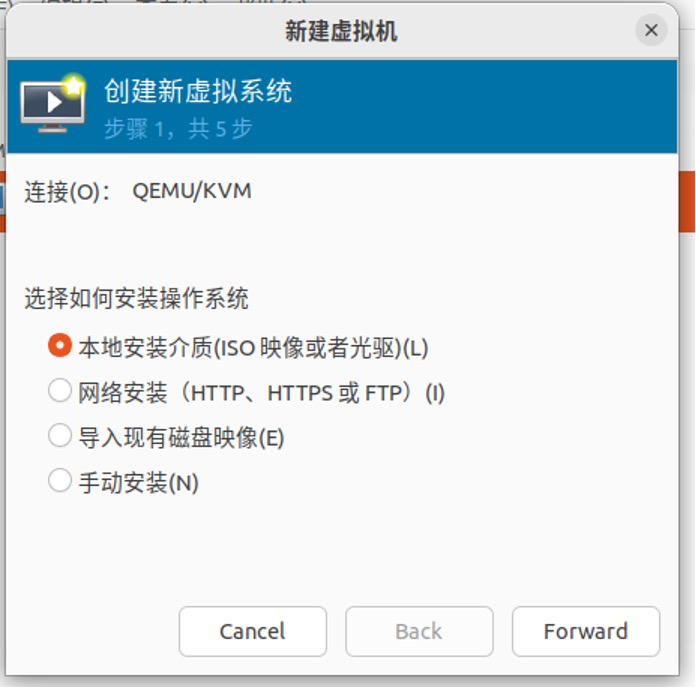 新建虚拟机
创建新虚拟系统
步骤 1，共 5 步
连接(O)： QEMU/KVM
选择如何安装操作系统
本地安装介质(ISO 映像或者光驱)(L)
网络安装（HTTP、HTTPS 或 FTP）(I)
导入现有磁盘映像(E)
手动安装(N)
Cancel Back Forward